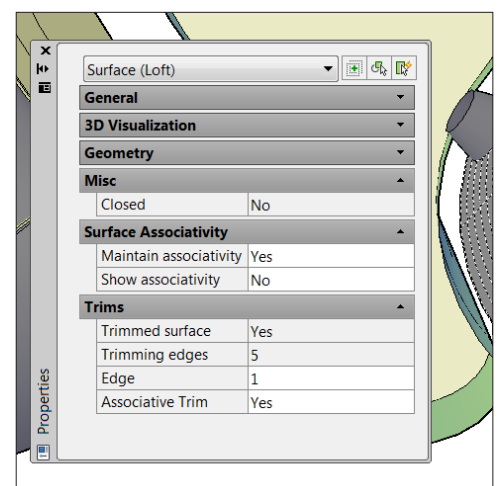 Surface (Loft)
General
3D Visualization
Geometry
Misc
Closed No
Surface Associativity
Maintain associativity Yes
Show associativity No
Trims
Trimmed surface Yes
Trimming edges 5
Edge 1
Associative Trim Yes
Properties